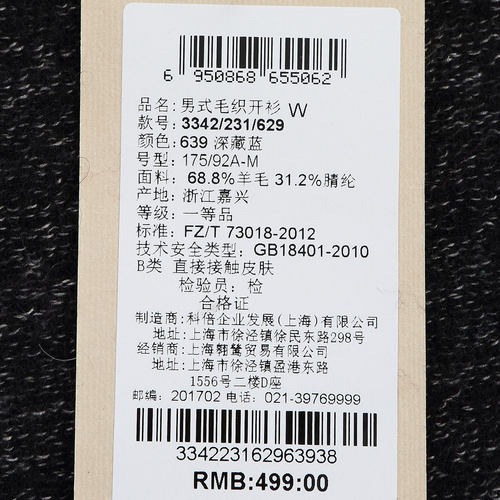 6 950868 655062
品名: 男式毛织开衫 W
款号: 3342/231/629
颜色: 639 深藏蓝
号型: 175/92A-M
面料: 68.8%羊毛 31.2%腈纶
产地: 浙江嘉兴
等级: 一等品
标准: FZ/T 73018-2012
技术安全类型: GB18401-2010
B类 直接接触皮肤
检验员: 检
合格证
制造商:科倍企业发展(上海)有限公司
地址:上海市徐泾镇徐民东路298号
经销商:上海翱鹭贸易有限公司
地址:上海市徐泾镇盈港东路
1556号二楼D座
邮编: 201702 电话: 021-39769999
334223162963938
RMB:499:00